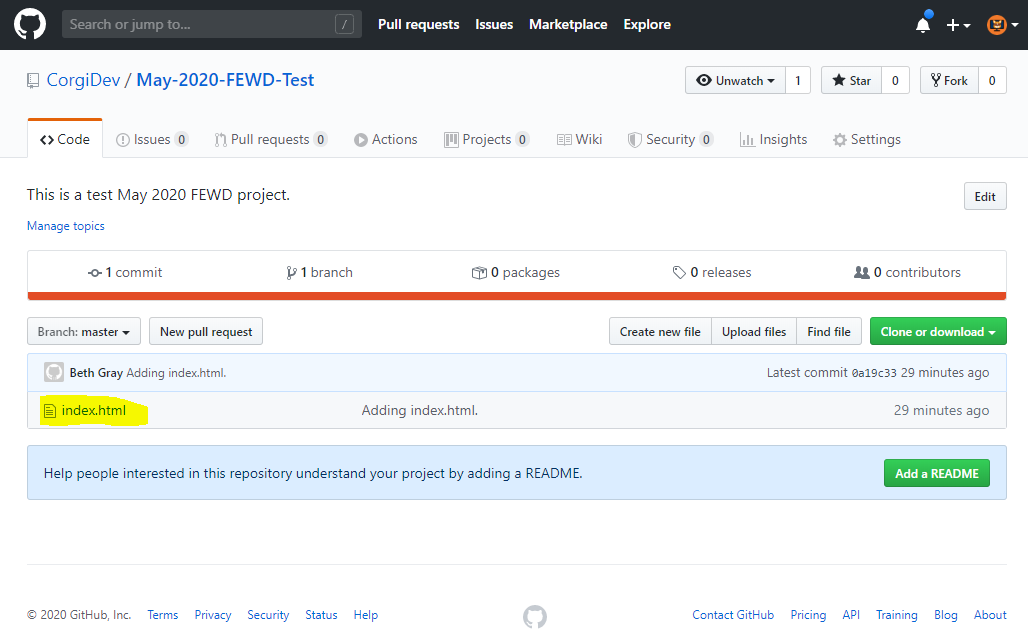 Search or jump to... / Pull requests Issues Marketplace Explore
CorgiDev / May-2020-FEWD-Test Unwatch 1 Star 0 Fork 0
Code Issues 0 Pull requests 0 Actions Projects 0 Wiki Security 0 Insights Settings
This is a test May 2020 FEWD project. Edit
Manage topics
1 commit 1 branch 0 packages 0 releases 0 contributors
Branch: master New pull request Create new file Upload files Find file Clone or download
Beth Gray Adding index.html. Latest commit 0a19c33 29 minutes ago
index.html Adding index.html. 29 minutes ago
Help people interested in this repository understand your project by adding a README. Add a README
© 2020 GitHub, Inc. Terms Privacy Security Status Help Contact GitHub Pricing API Training Blog About